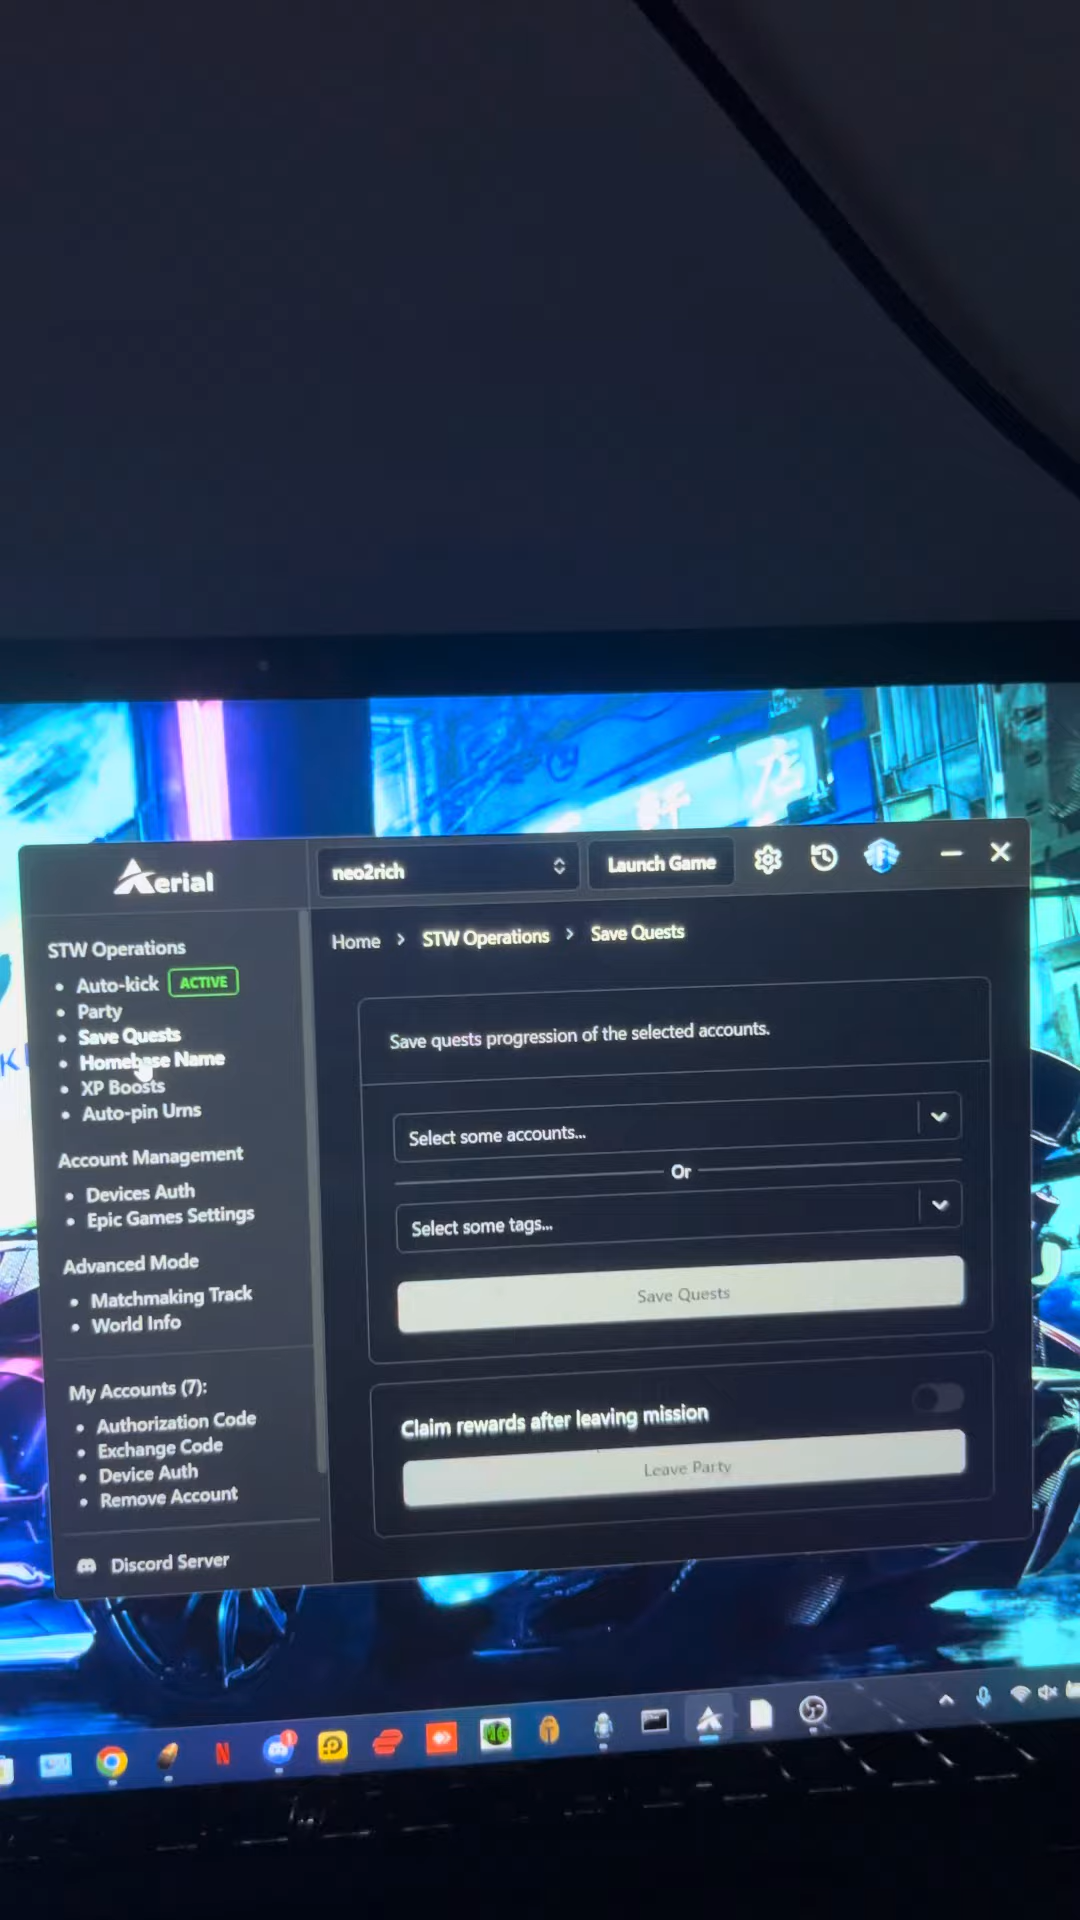 Aerial
neo2rich
Launch Game
Home > STW Operations > Save Quests
STW Operations
Auto-kick ACTIVE
Party
Save Quests
Homebase Name
XP Boosts
Auto-pin Urns
Account Management
Devices Auth
Epic Games Settings
Advanced Mode
Matchmaking Track
World Info
My Accounts (7):
Authorization Code
Exchange Code
Device Auth
Remove Account
Discord Server
Save quests progression of the selected accounts.
Select some accounts...
Or
Select some tags...
Save Quests
Claim rewards after leaving mission
Leave Party